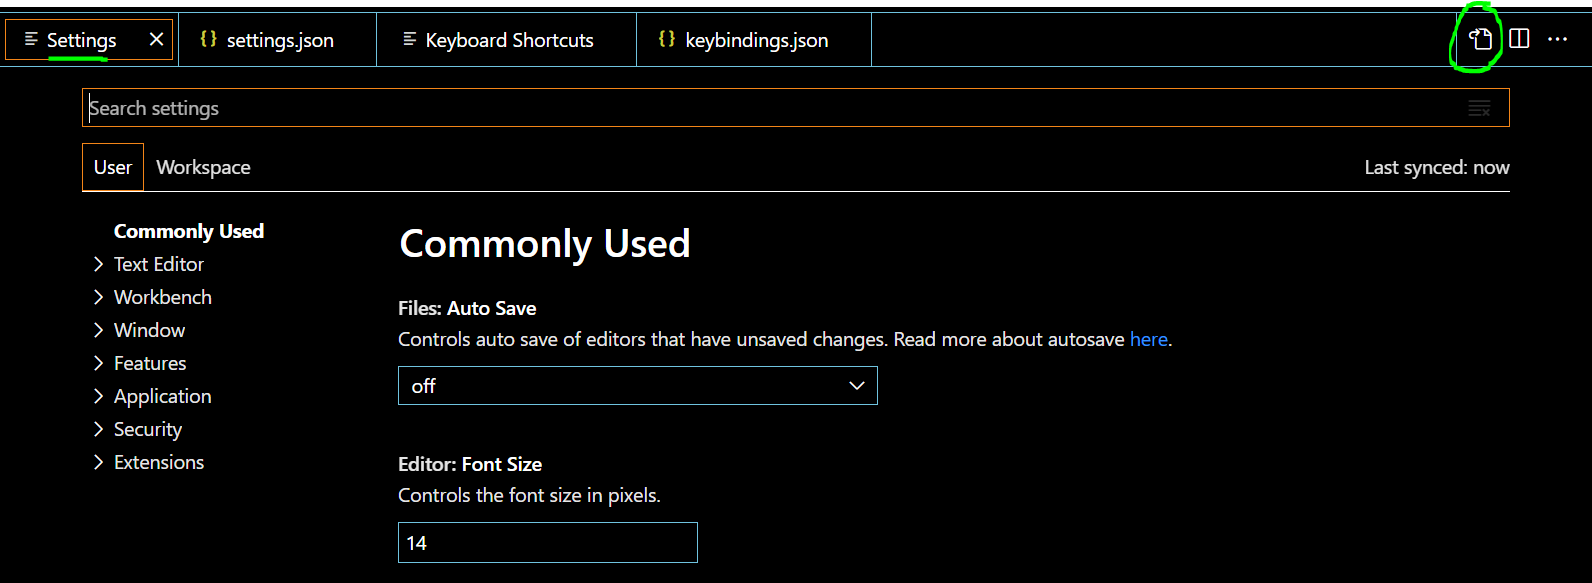 Settings
settings.json
Keyboard Shortcuts
keybindings.json
Search settings
User Workspace Last synced: now
Commonly Used
Text Editor
Workbench
Window
Features
Application
Security
Extensions
Commonly Used
Files: Auto Save
Controls auto save of editors that have unsaved changes. Read more about autosave here.
off
Editor: Font Size
Controls the font size in pixels.
14